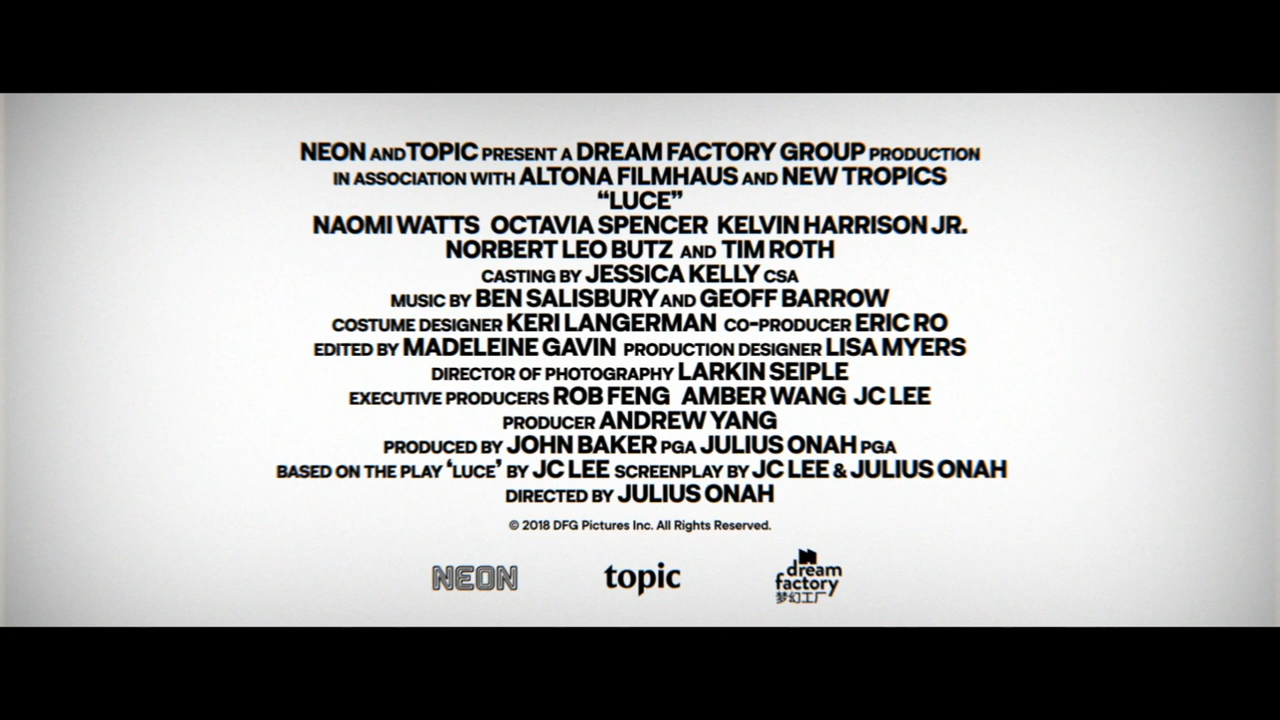 NEON AND TOPIC PRESENT A DREAM FACTORY GROUP PRODUCTION
IN ASSOCIATION WITH ALTONA FILMHAUS AND NEW TROPICS
“LUCE”
NAOMI WATTS OCTAVIA SPENCER KELVIN HARRISON JR.
NORBERT LEO BUTZ AND TIM ROTH
CASTING BY JESSICA KELLY CSA
MUSIC BY BEN SALISBURY AND GEOFF BARROW
COSTUME DESIGNER KERI LANGERMAN CO-PRODUCER ERIC RO
EDITED BY MADELEINE GAVIN PRODUCTION DESIGNER LISA MYERS
DIRECTOR OF PHOTOGRAPHY LARKIN SEIPLE
EXECUTIVE PRODUCERS ROB FENG AMBER WANG JC LEE
PRODUCER ANDREW YANG
PRODUCED BY JOHN BAKER PGA JULIUS ONAH PGA
BASED ON THE PLAY ‘LUCE’ BY JC LEE SCREENPLAY BY JC LEE & JULIUS ONAH
DIRECTED BY JULIUS ONAH
© 2018 DFG Pictures Inc. All Rights Reserved.
NEON
topic
dream
factory
梦幻工厂